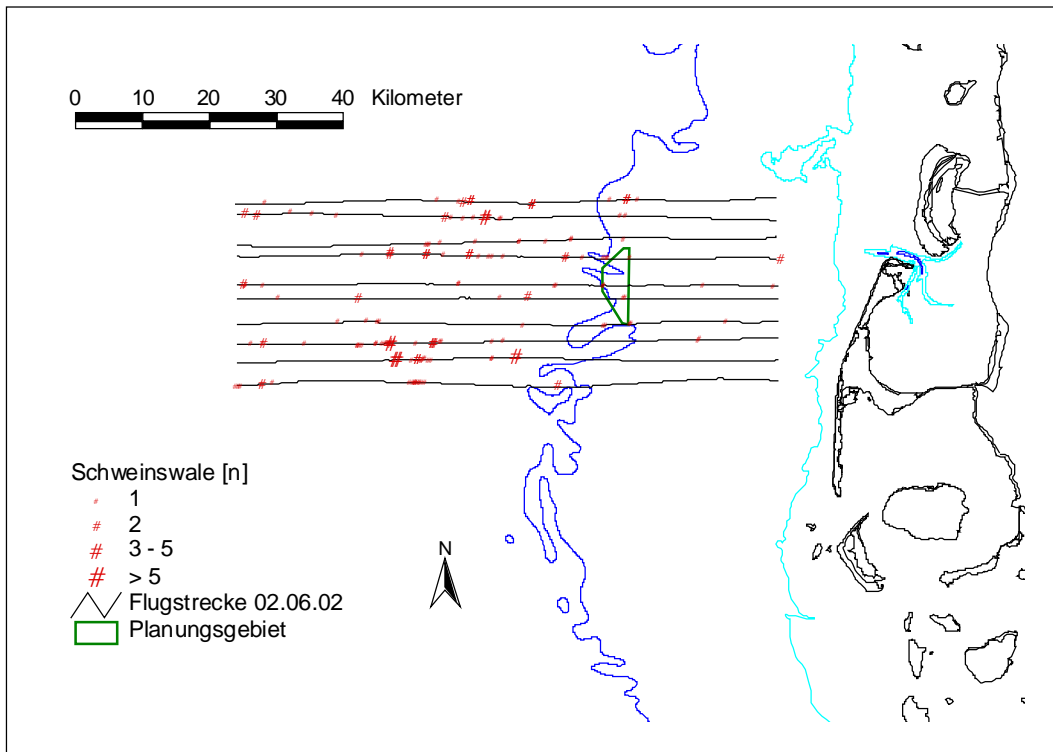 0 10 20 30 40 Kilometer
Schweinswale [n]
# 1
# 2
# 3 - 5
# > 5
Flugstrecke 02.06.02
Planungsgebiet
N